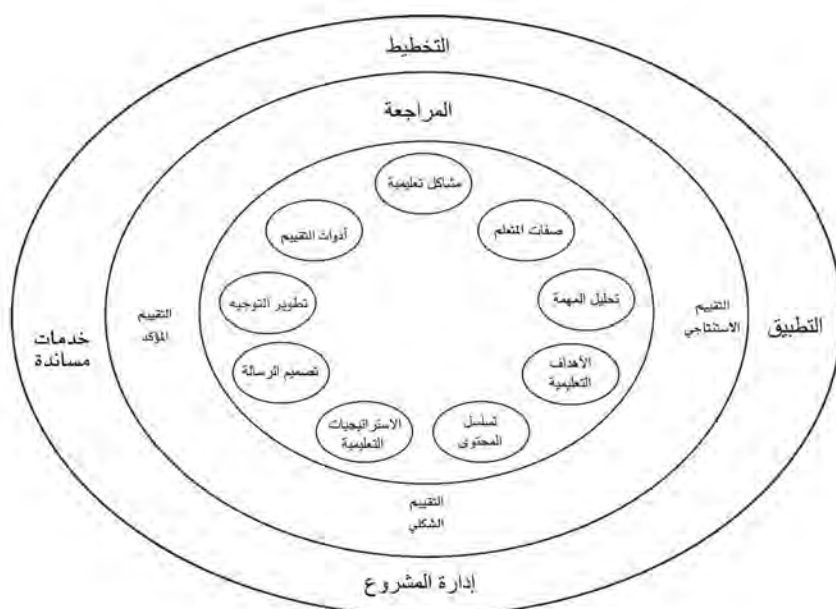 التخطيط
المراجعة
مشاكل تعليمية
صفات المتعلم
أدوات التقييم
تحليل المهمة
تطوير التوجيه
التقييم
الاستنتاجي
التطبيق
التقييم
المؤكد
خدمات
مساندة
الأهداف
التعليمية
تصميم الرسالة
تسلسل
المحتوى
الاستراتيجيات
التعليمية
التقييم
الشكلي
إدارة المشروع